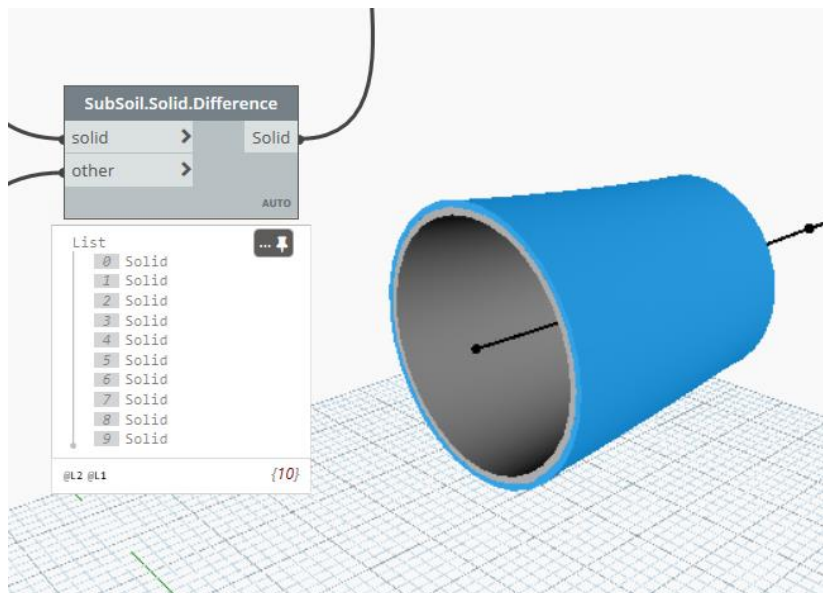 SubSoil.Solid.Difference
solid > Solid
other >
AUTO
List
...
0 Solid
1 Solid
2 Solid
3 Solid
4 Solid
5 Solid
6 Solid
7 Solid
8 Solid
9 Solid
@L2 @L1 {10}